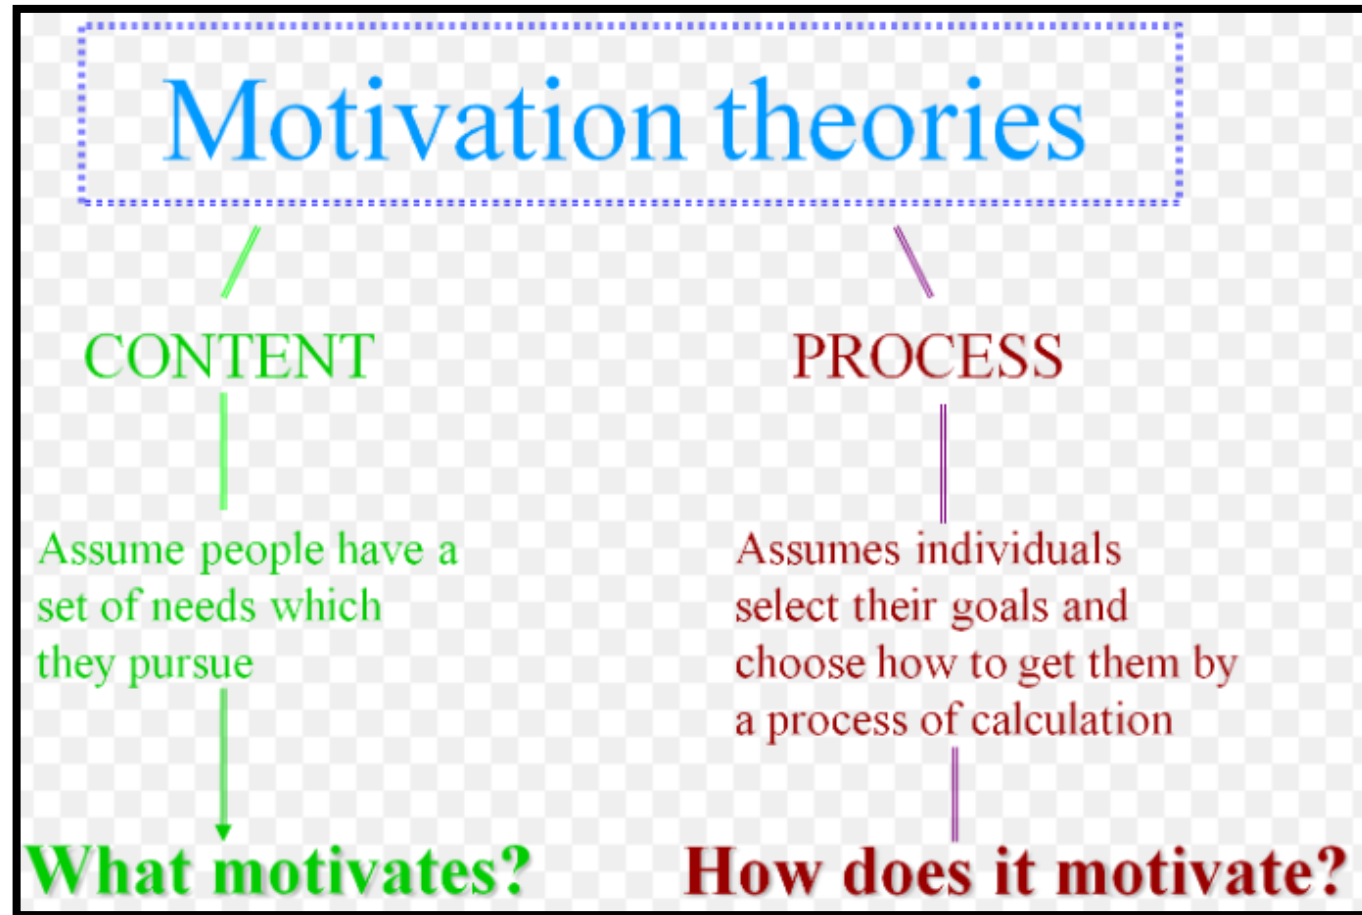 Motivation theories
CONTENT
Assume people have a
set of needs which
they pursue
What motivates?
PROCESS
Assumes individuals
select their goals and
choose how to get them by
a process of calculation
How does it motivate?